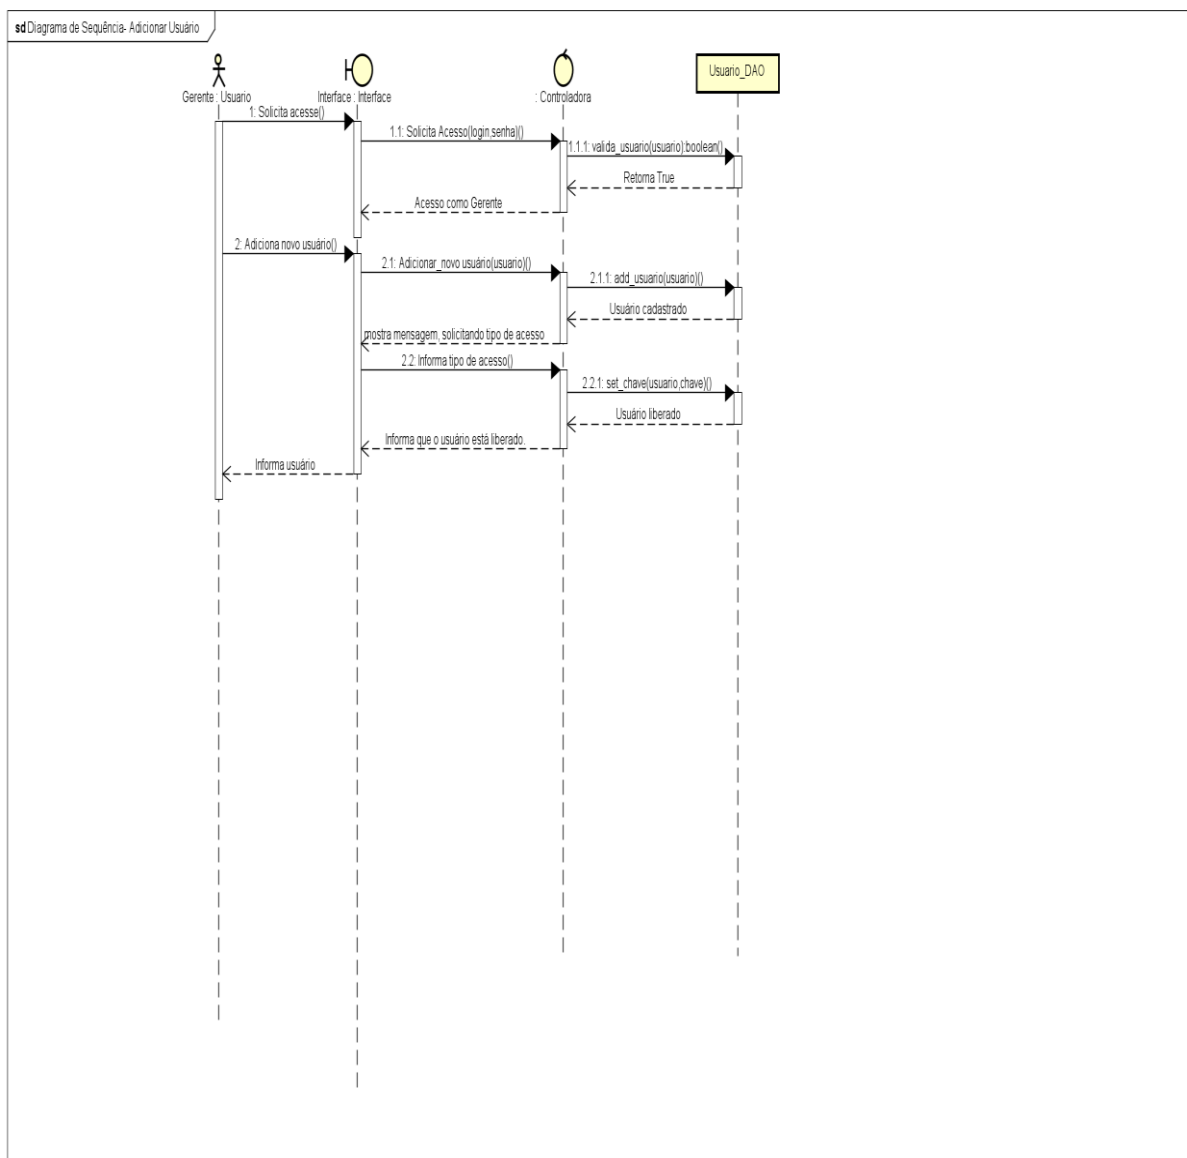 sd Diagrama de Sequência- Adicionar Usuário
Usuario_DAO
Gerente : Usuario
Interface : Interface
: Controladora
1: Solicita acesse()
1.1: Solicita Acesso(login,senha)()
1.1.1: valida_usuario(usuario):boolean()
Retorna True
Acesso como Gerente
2: Adiciona novo usuário()
2.1: Adicionar_novo usuário(usuario)()
2.1.1: add_usuario(usuario)()
Usuário cadastrado
mostra mensagem, solicitando tipo de acesso
2.2: Informa tipo de acesso()
2.2.1: set_chave(usuario,chave)()
Usuário liberado
Informa que o usuário está liberado.
Informa usuário